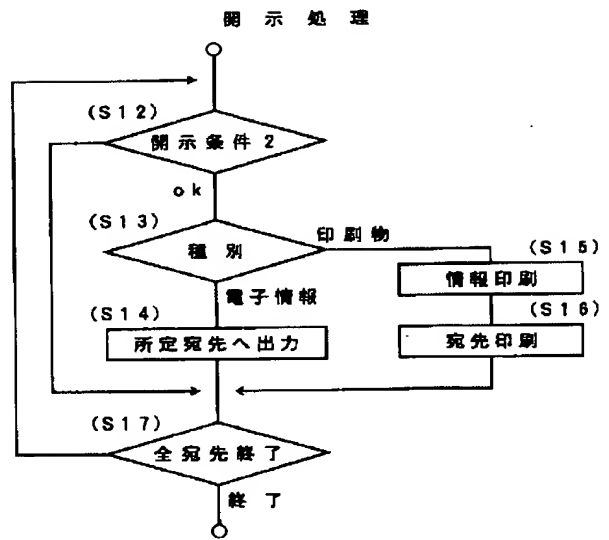 開示処理
(S12)
開示条件2
ok
(S13)
種別
印刷物
(S15)
情報印刷
電子情報
(S14)
所定宛先へ出力
(S16)
宛先印刷
(S17)
全宛先終了
終了